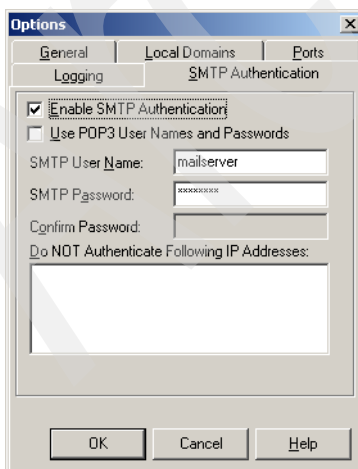 Options
General Local Domains Ports
Logging SMTP Authentication
Enable SMTP Authentication
Use POP3 User Names and Passwords
SMTP User Name: mailserver
SMTP Password: xxxxxxxx
Confirm Password:
Do NOT Authenticate Following IP Addresses:
OK Cancel Help